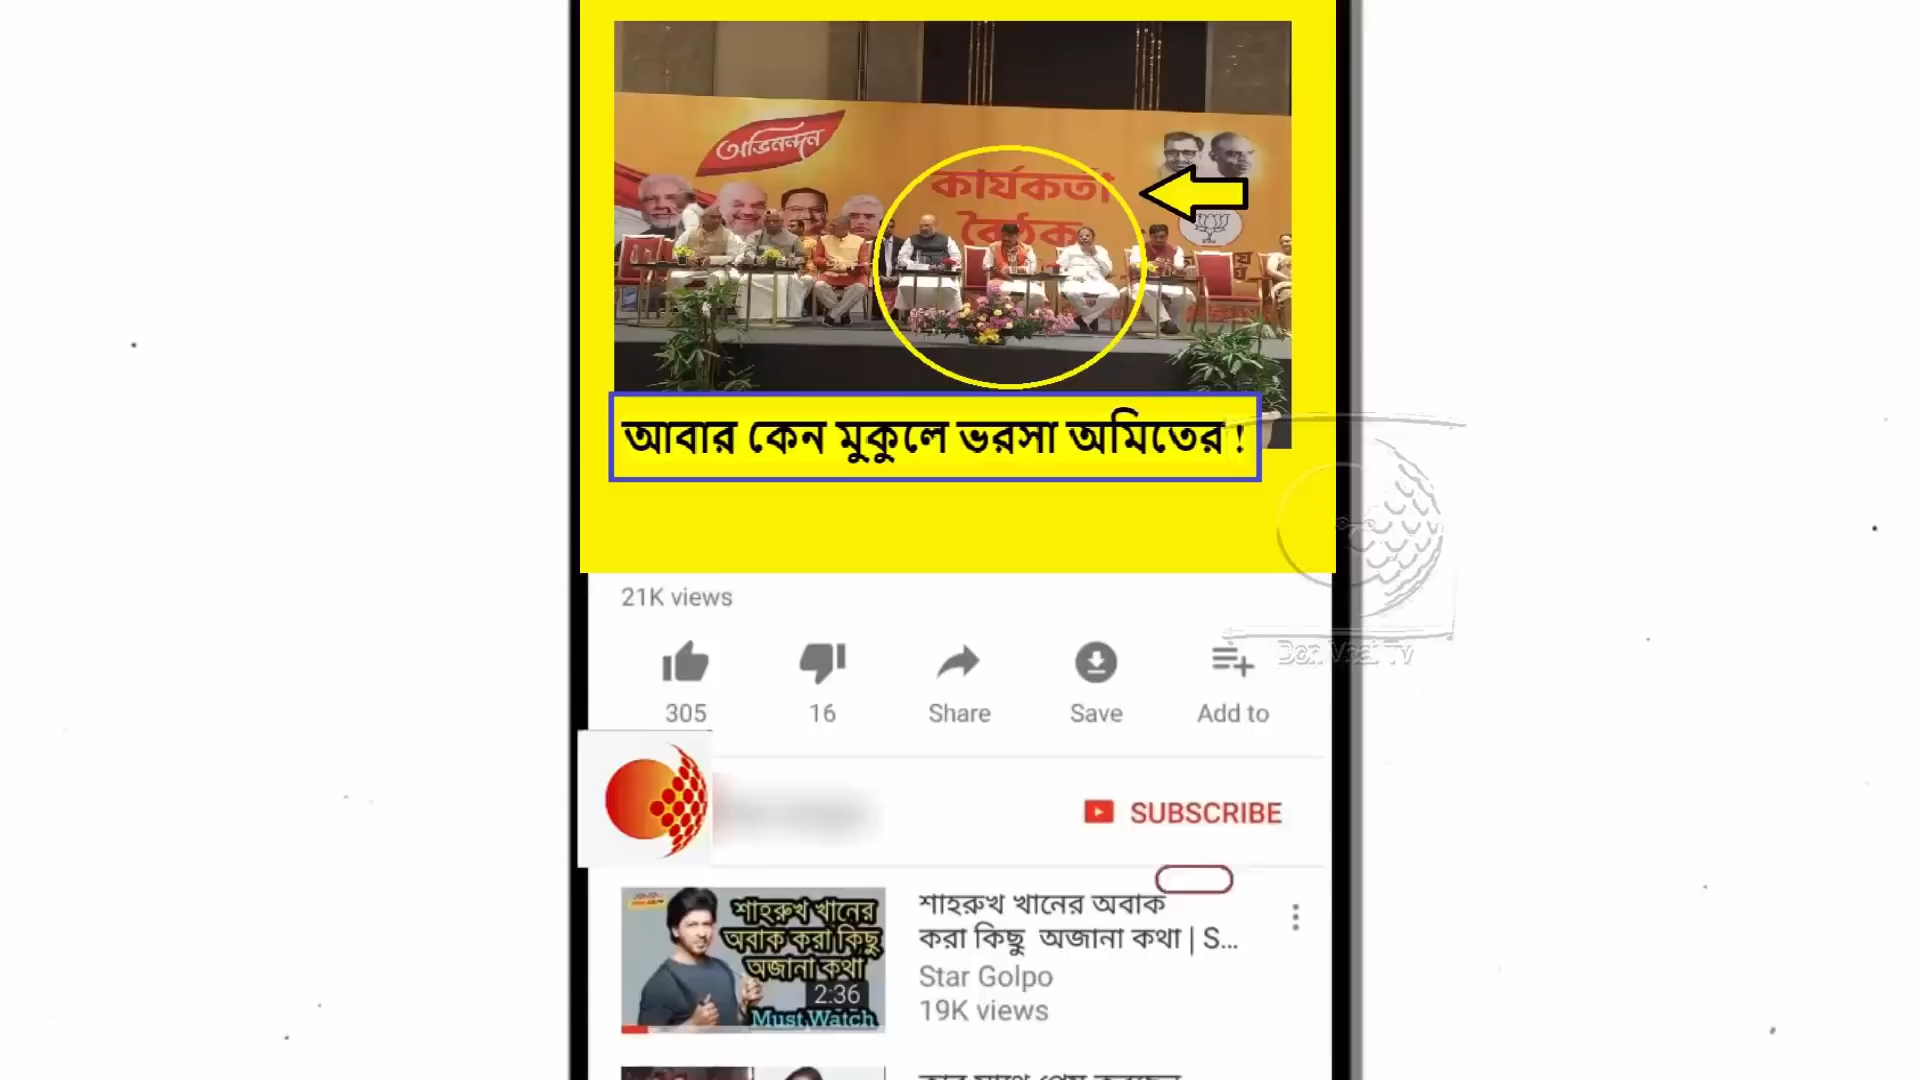 অভিনন্দন
কার্যকর্তা
বৈঠক
আবার কেন মুকুলে ভরসা অমিতের !
21K views
305
16
Share
Save
Add to
SUBSCRIBE
শাহরুখ খানের
অবাক করা কিছু
অজানা কথা
2:36
Must Watch
শাহরুখ খানের অবাক
করা কিছু অজানা কথা | S...
Star Golpo
19K views